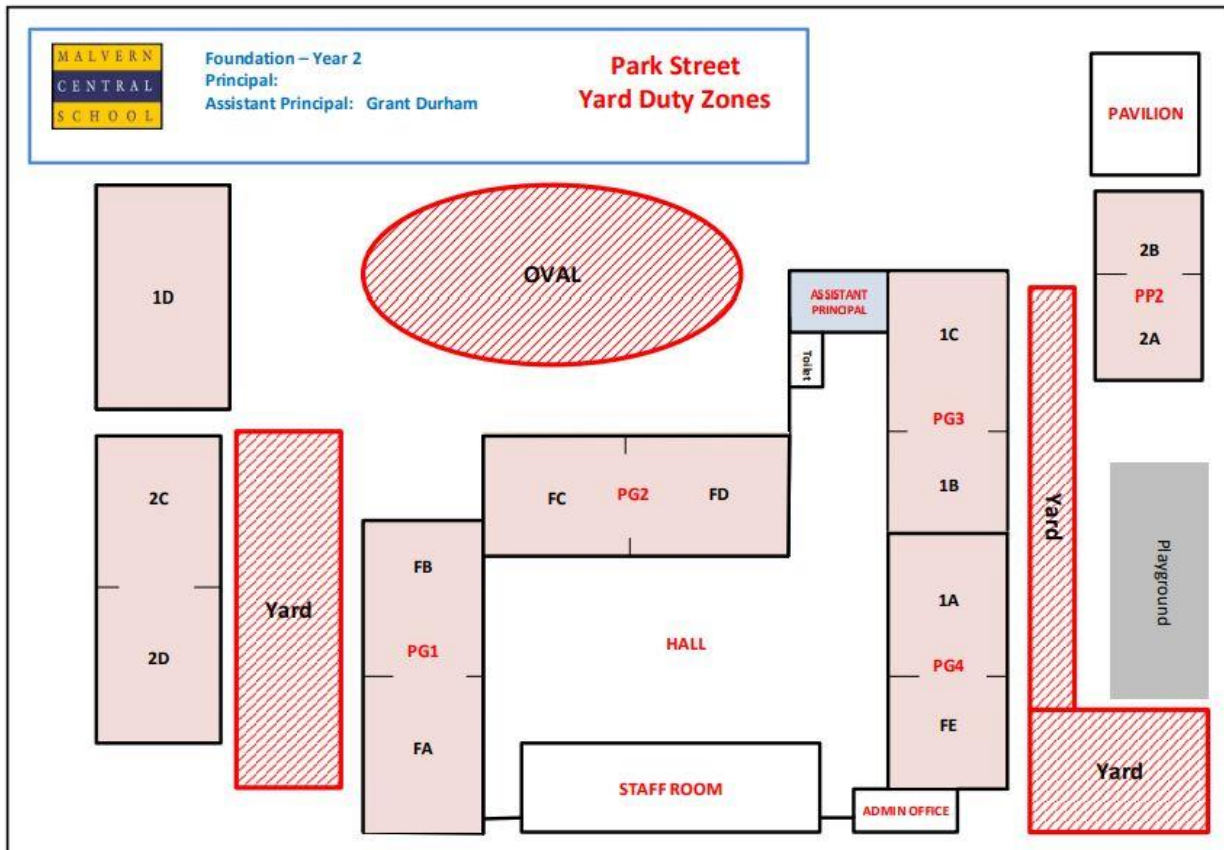 MALVERN
CENTRAL
SCHOOL
Foundation – Year 2
Principal:
Assistant Principal: Grant Durham
Park Street
Yard Duty Zones
PAVILION
1D
OVAL
ASSISTANT
PRINCIPAL
Toilet
1C
PG3
1B
2B
PP2
2A
2C
2D
Yard
FB
PG1
FA
FC
PG2
FD
HALL
1A
PG4
FE
Yard
Playground
STAFF ROOM
ADMIN OFFICE
Yard